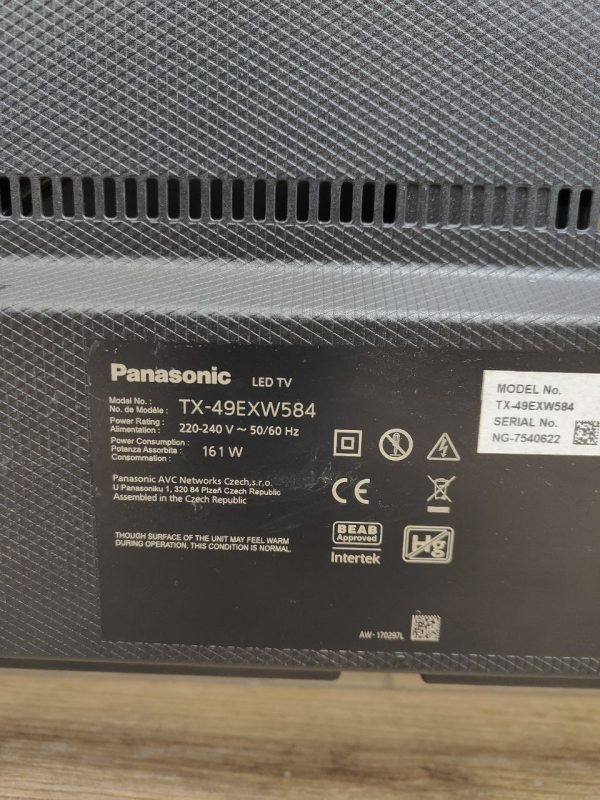 Panasonic LED TV
Model No. :
No. de Modèle : TX-49EXW584
Power Rating :
Alimentation : 220-240 V ~ 50/60 Hz
Power Consumption :
Potenza Assorbita :
Consommation : 161 W
Panasonic AVC Networks Czech,s.r.o.
U Panasoniku 1, 320 84 Plzeň Czech Republic
Assembled in the Czech Republic
THOUGH SURFACE OF THE UNIT MAY FEEL WARM
DURING OPERATION, THIS CONDITION IS NORMAL.
CE
BEAB
Approved
Intertek
Hg
AW-170297L
MODEL No.
TX-49EXW584
SERIAL No.
NG-7540622